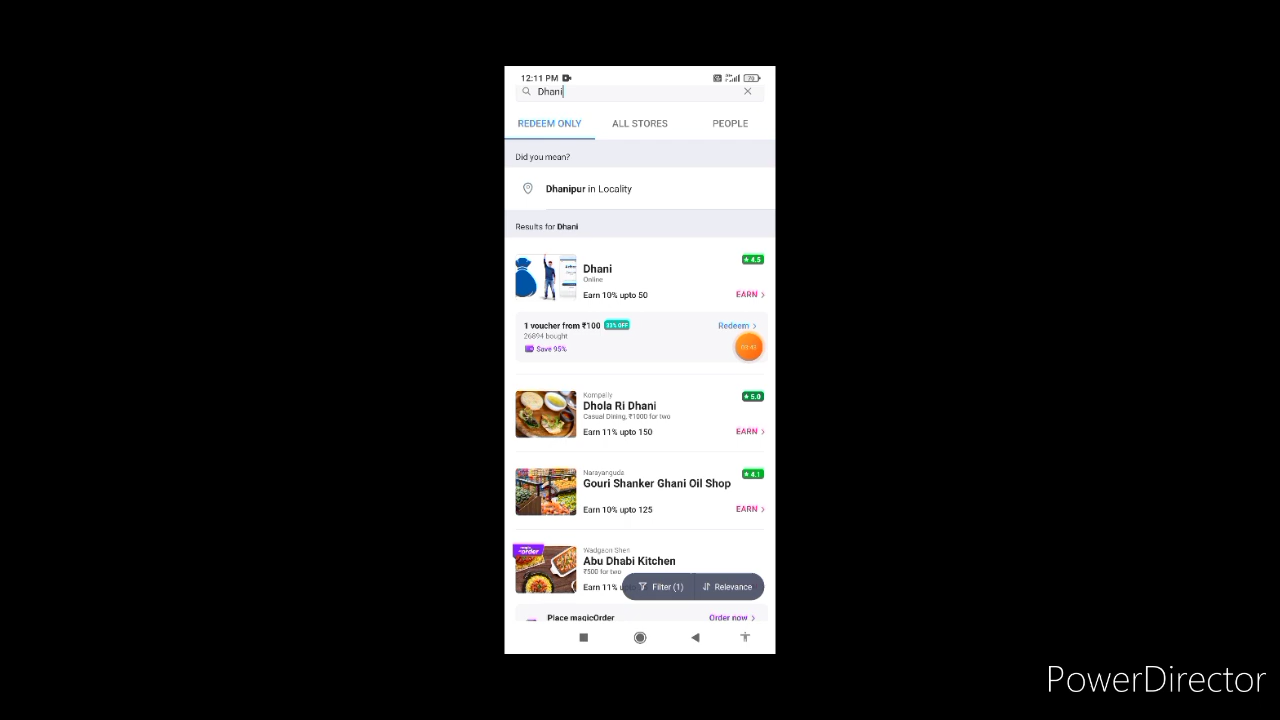 12:11 PM
Dhani
REDEEM ONLY
ALL STORES
PEOPLE
Did you mean?
Dhanipur in Locality
Results for Dhani
4.5
Dhani
Online
Earn 10% upto 50
EARN
1 voucher from ₹100
33% OFF
Redeem
26894 bought
Save 95%
Kompally
5.0
Dhola Ri Dhani
Casual Dining, ₹1000 for two
Earn 11% upto 150
EARN
Narayanguda
4.1
Gouri Shanker Ghani Oil Shop
Earn 10% upto 125
EARN
order
Wadgaon Sheri
Abu Dhabi Kitchen
₹500 for two
Earn 11%
Filter (1)
Relevance
Place magicOrder
Order now
PowerDirector